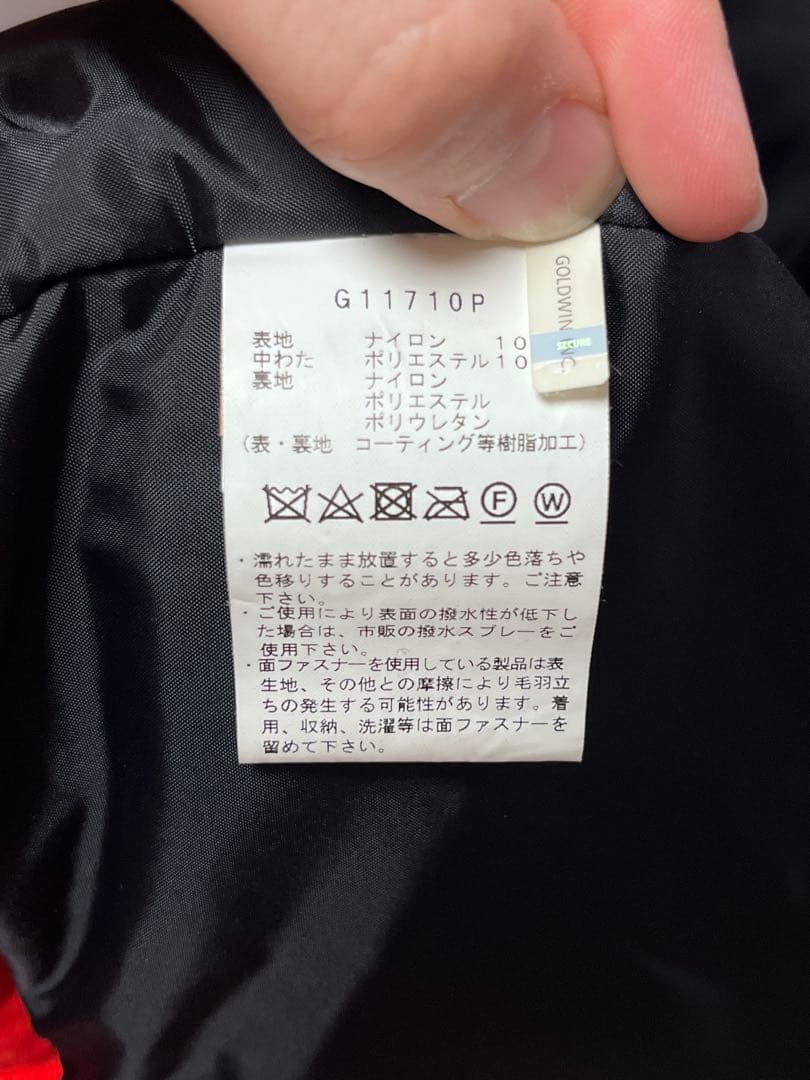 G11710P
表地 ナイロン 10
中わた ポリエステル10
裏地 ナイロン
ポリエステル
ポリウレタン
(表・裏地 コーティング等樹脂加工)
F W
・濡れたまま放置すると多少色落ちや
色移りすることがあります。ご注意
下さい。
・ご使用により表面の撥水性が低下し
た場合は、市販の撥水スプレーをご
使用下さい。
・面ファスナーを使用している製品は表
生地、その他との摩擦により毛羽立
ちの発生する可能性があります。着
用、収納、洗濯等は面ファスナーを
留めて下さい。
SECURE